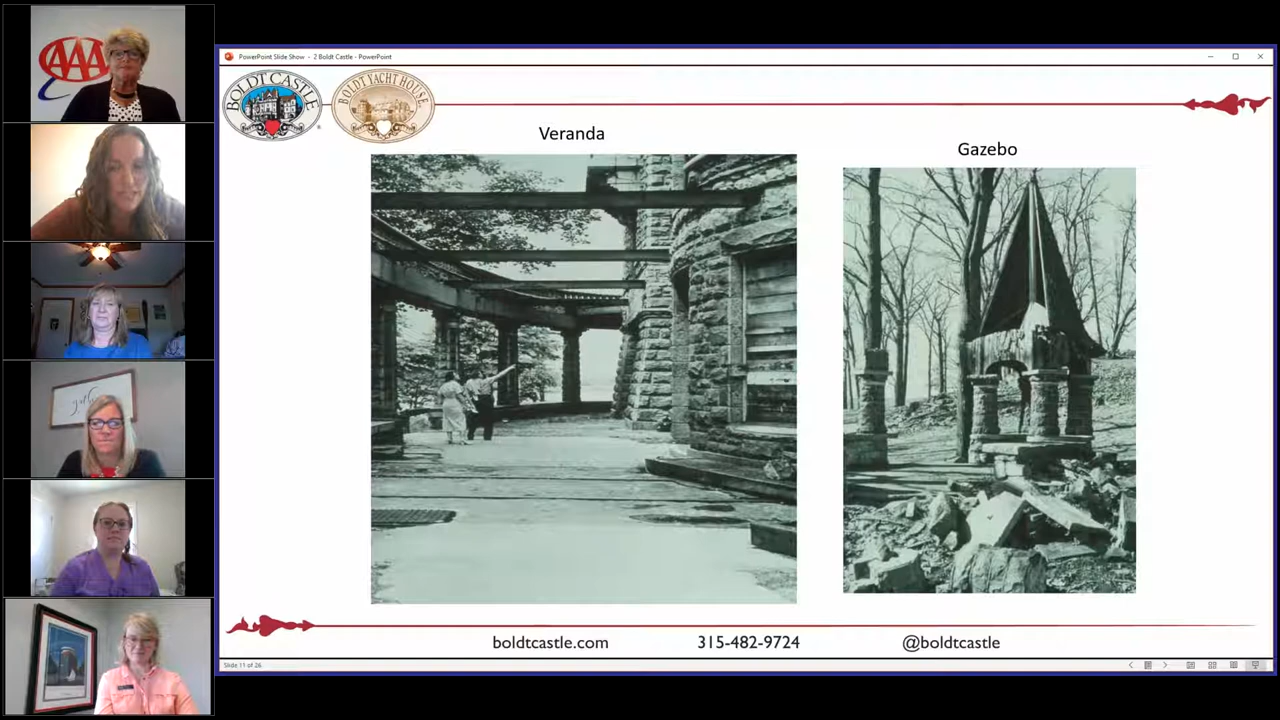 AAA
PowerPoint Slide Show - 2 Boldt Castle - PowerPoint
BOLDT CASTLE
BOLDT YACHT HOUSE
Veranda
Gazebo
boldtcastle.com
315-482-9724
@boldtcastle
Slide 11 of 26